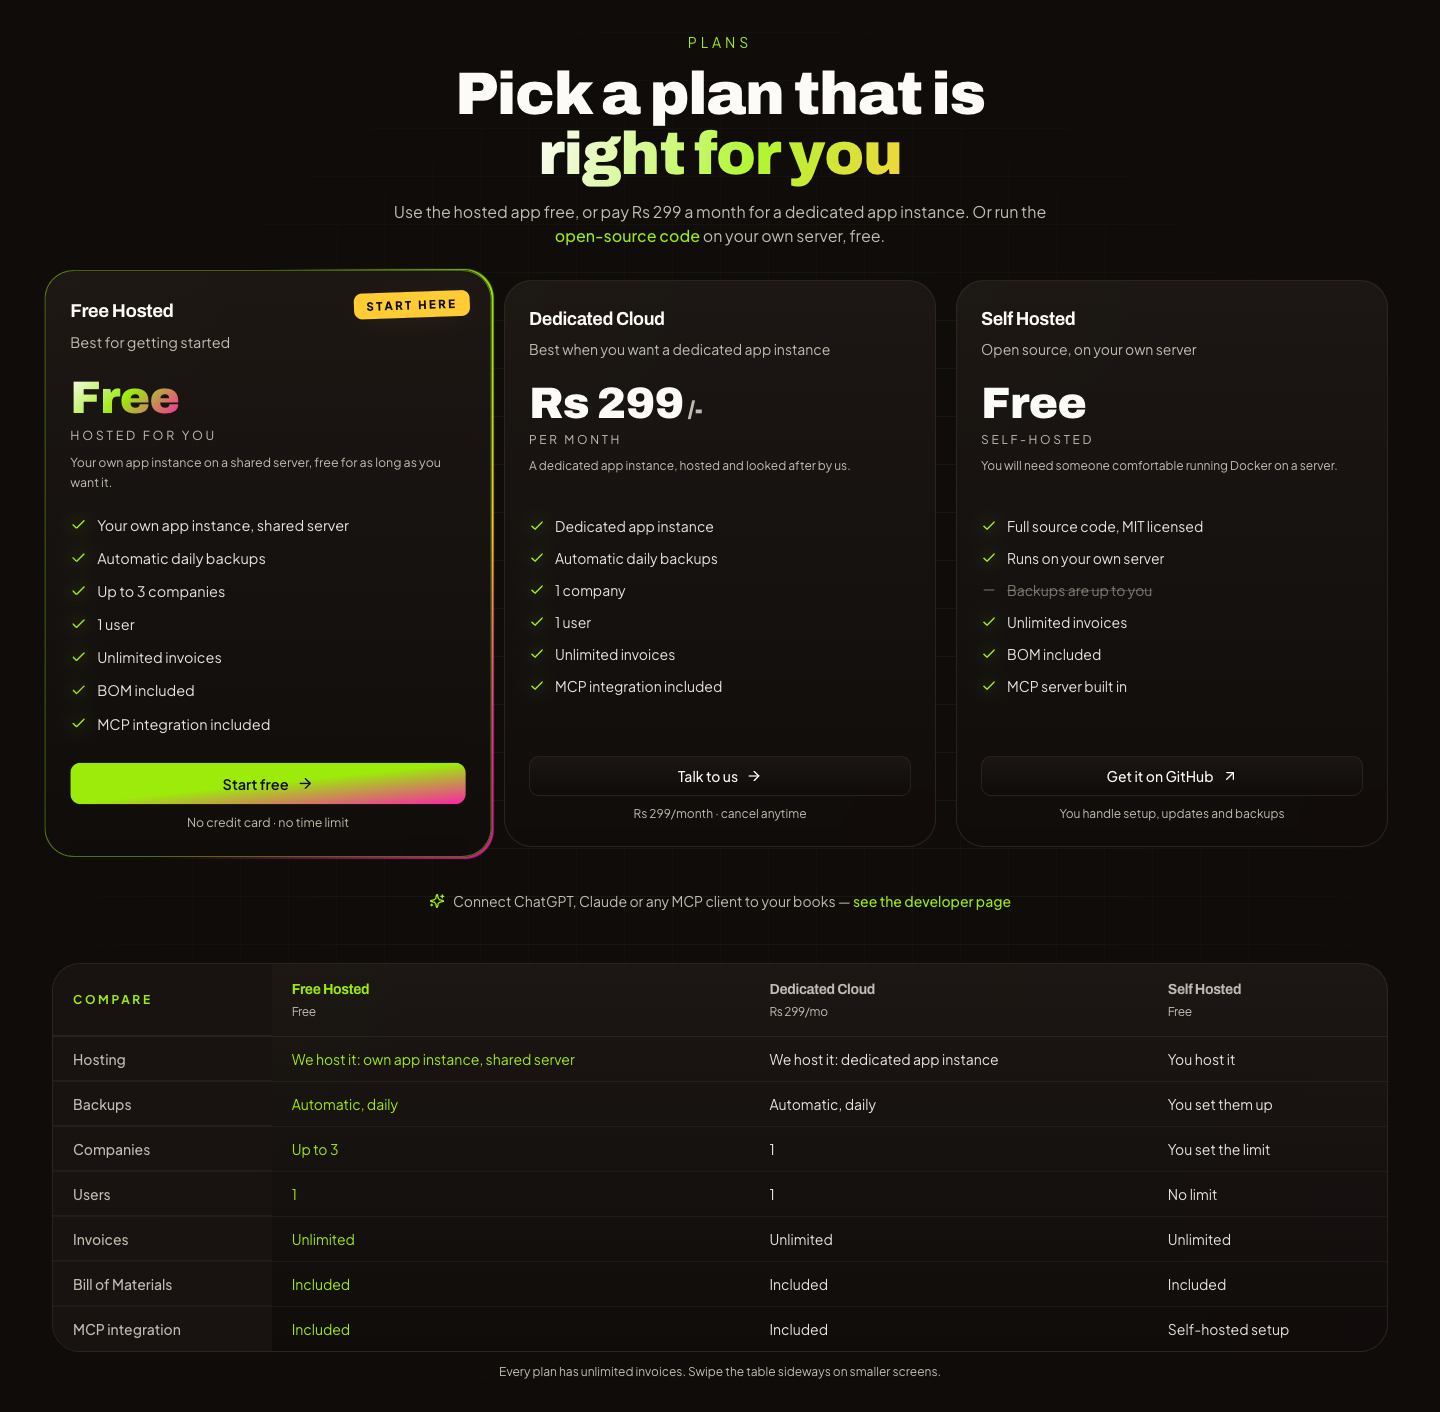 PLANS
Pick a plan that is
right for you
Use the hosted app free, or pay Rs 299 a month for a dedicated app instance. Or run the
open-source code on your own server, free.
Free Hosted
START HERE
Best for getting started
Free
HOSTED FOR YOU
Your own app instance on a shared server, free for as long as you
want it.
Your own app instance, shared server
Automatic daily backups
Up to 3 companies
1 user
Unlimited invoices
BOM included
MCP integration included
Start free →
No credit card · no time limit
Dedicated Cloud
Best when you want a dedicated app instance
Rs 299 /-
PER MONTH
A dedicated app instance, hosted and looked after by us.
Dedicated app instance
Automatic daily backups
1 company
1 user
Unlimited invoices
MCP integration included
Talk to us →
Rs 299/month · cancel anytime
Self Hosted
Open source, on your own server
Free
SELF-HOSTED
You will need someone comfortable running Docker on a server.
Full source code, MIT licensed
Runs on your own server
Backups are up to you
Unlimited invoices
BOM included
MCP server built in
Get it on GitHub ↗
You handle setup, updates and backups
Connect ChatGPT, Claude or any MCP client to your books — see the developer page
COMPARE
Free Hosted
Free
Dedicated Cloud
Rs 299/mo
Self Hosted
Free
Hosting We host it: own app instance, shared server We host it: dedicated app instance You host it
Backups Automatic, daily Automatic, daily You set them up
Companies Up to 3 1 You set the limit
Users 1 1 No limit
Invoices Unlimited Unlimited Unlimited
Bill of Materials Included Included Included
MCP integration Included Included Self-hosted setup
Every plan has unlimited invoices. Swipe the table sideways on smaller screens.